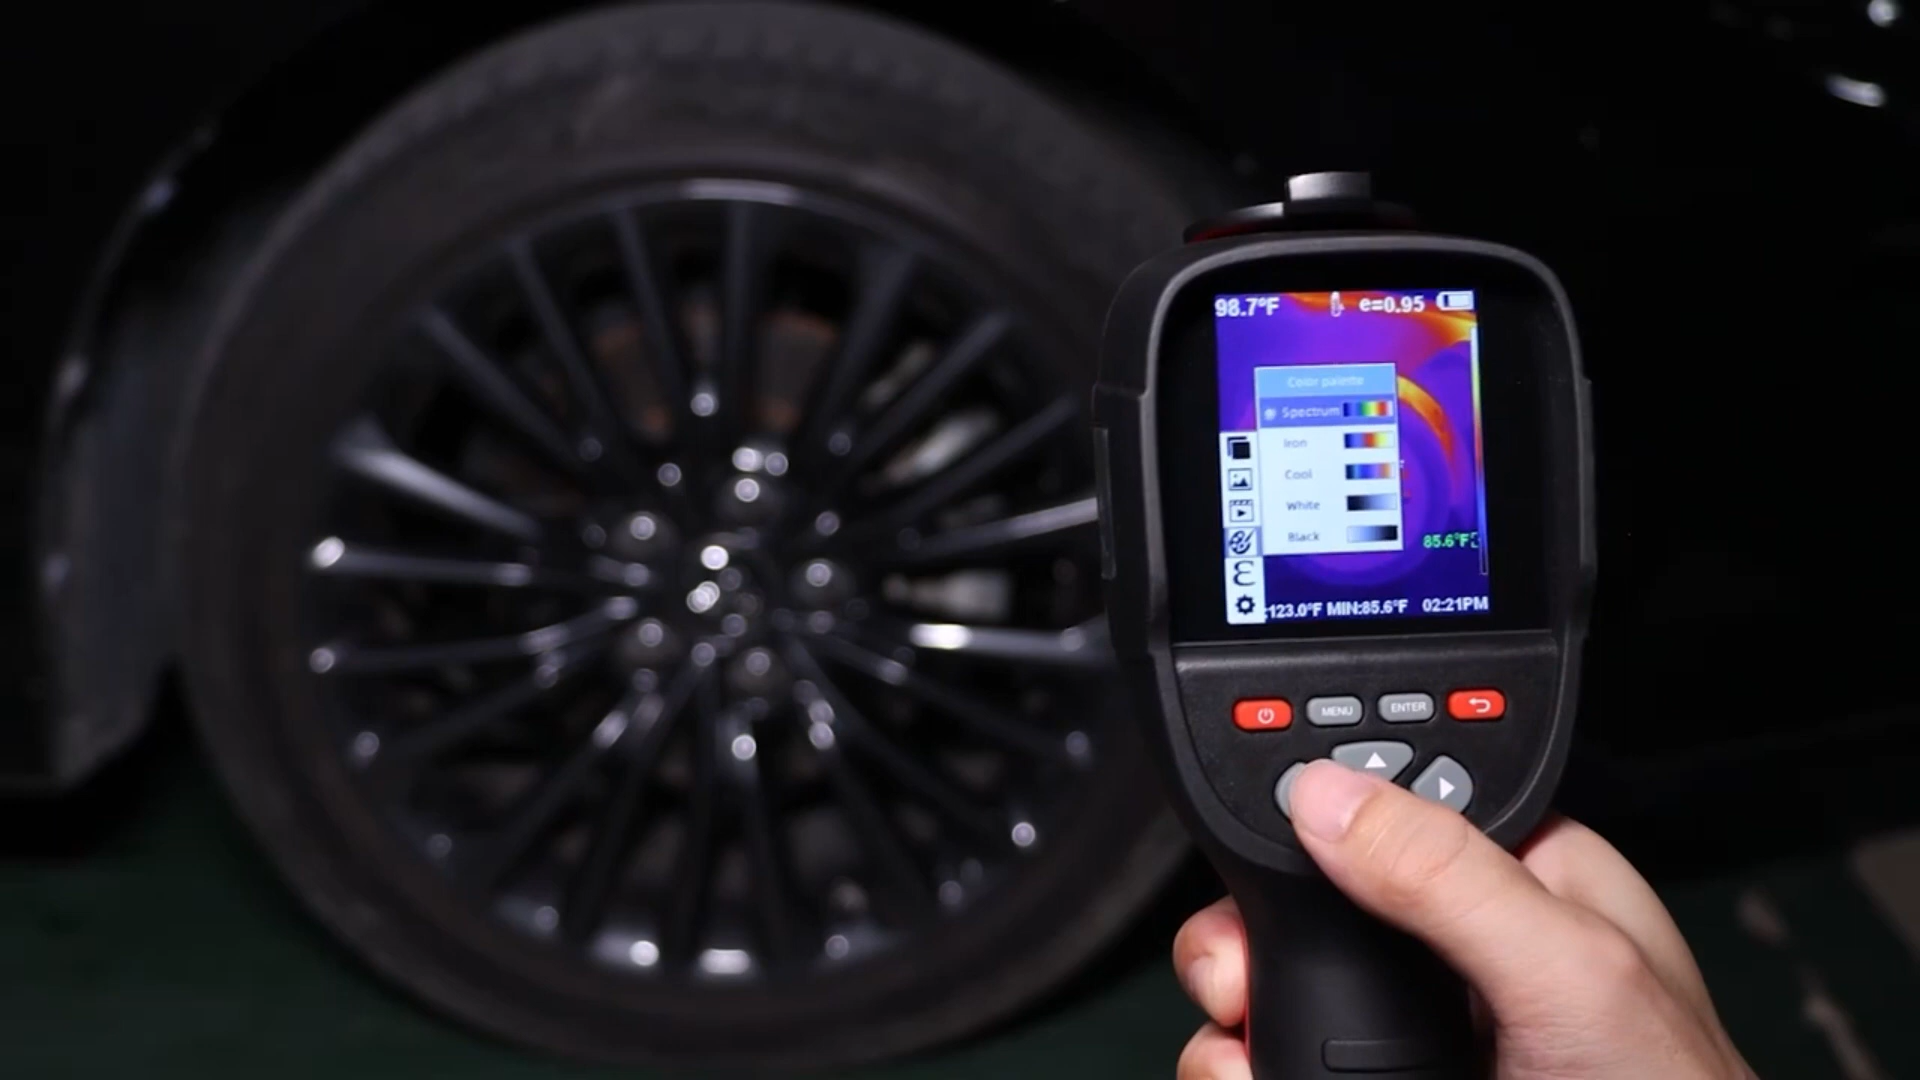 98.7°F e=0.95
Color palette
Spectrum
Iron
Cool
White
Black
85.6°F
ε
:123.0°F MIN:85.6°F 02:21PM
MENU ENTER